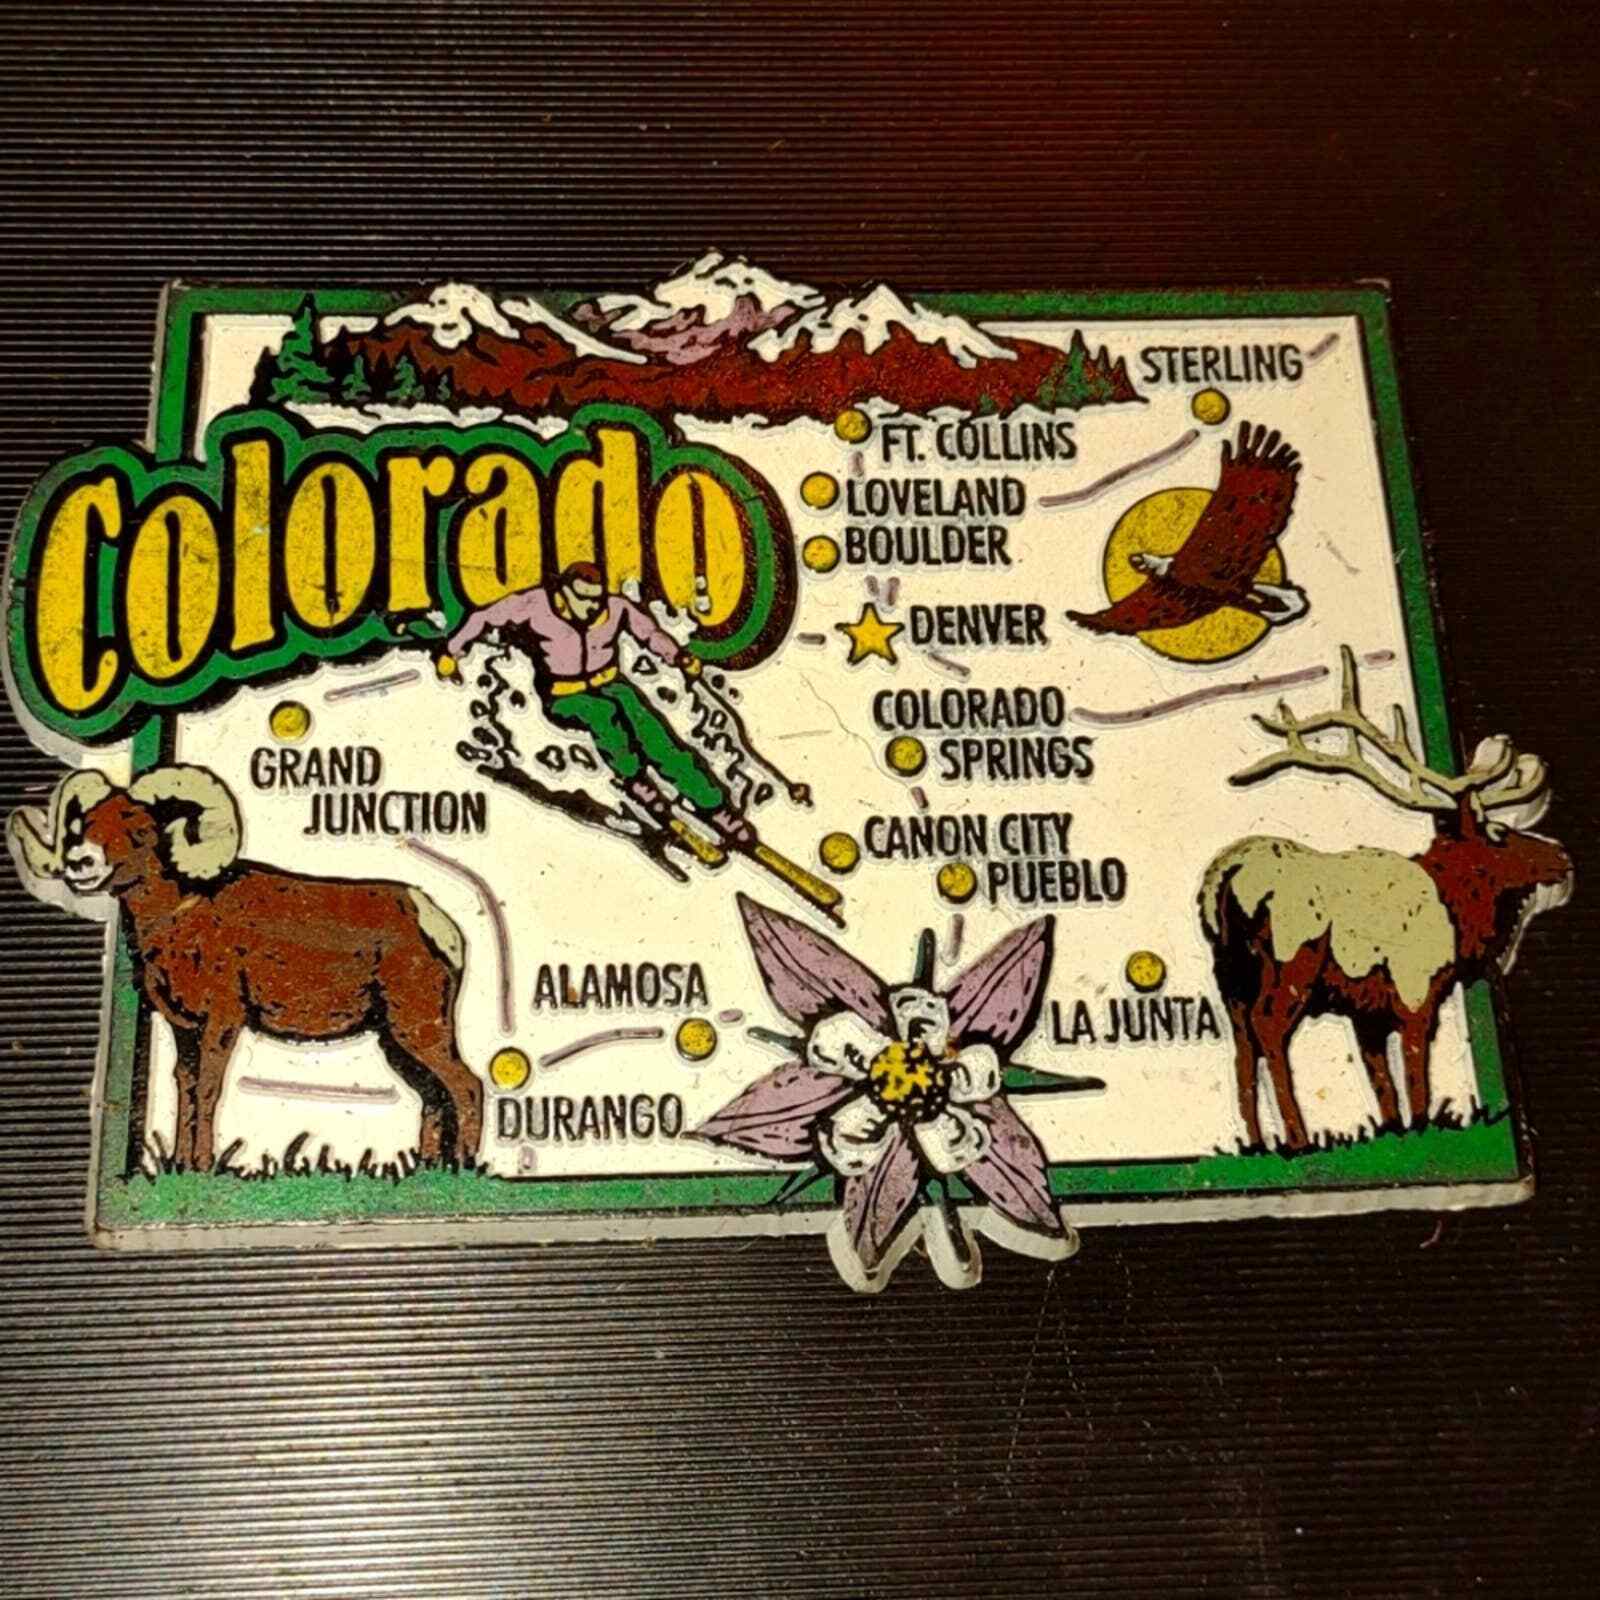 STERLING
FT. COLLINS
LOVELAND
BOULDER
Colorado
DENVER
COLORADO
SPRINGS
GRAND
JUNCTION
CANON CITY
PUEBLO
ALAMOSA
LA JUNTA
DURANGO